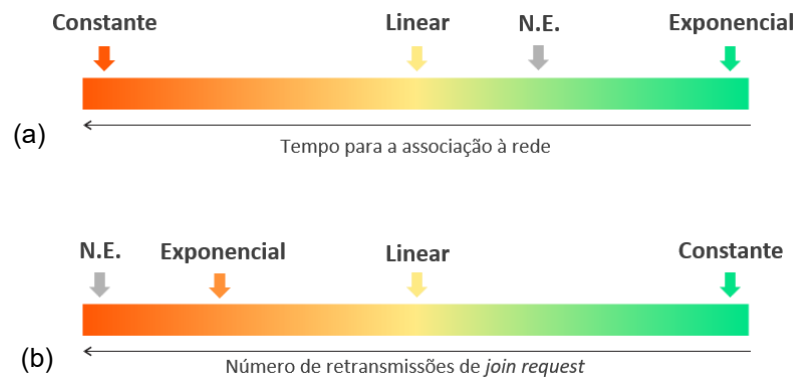 Constante Linear N.E. Exponencial
(a)
Tempo para a associação à rede
N.E. Exponencial Linear Constante
(b)
Número de retransmissões de join request